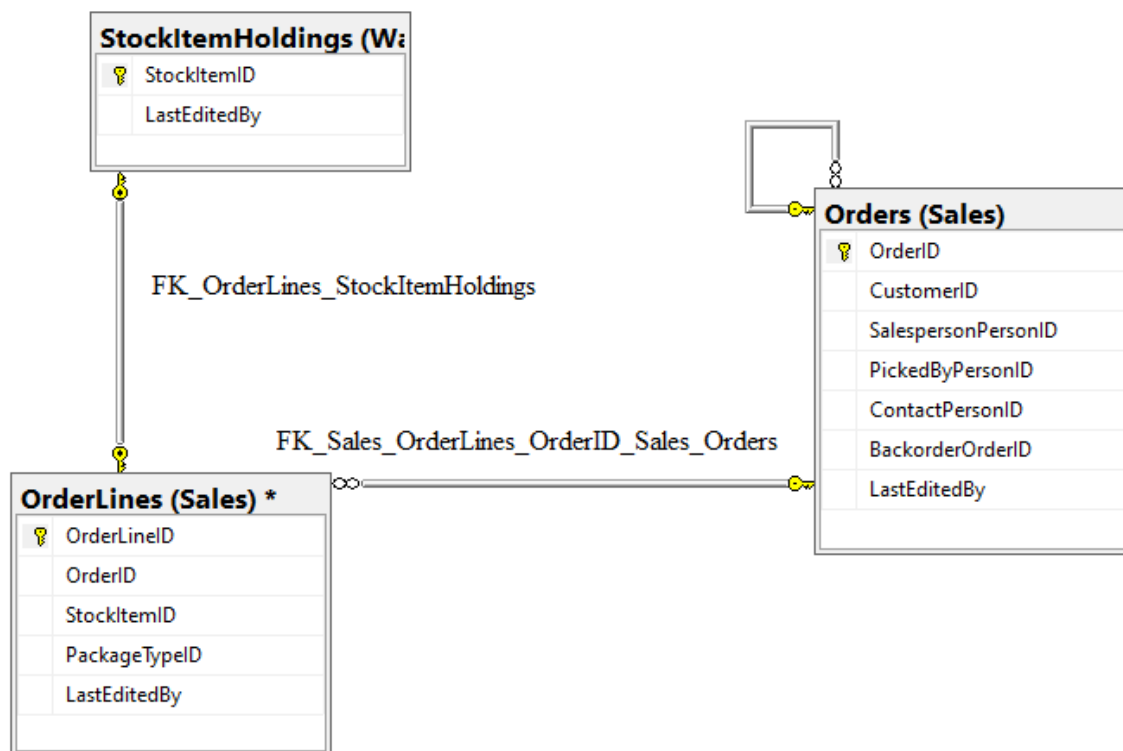 StockItemHoldings (Wa
StockItemID
LastEditedBy
FK_OrderLines_StockItemHoldings
Orders (Sales)
OrderID
CustomerID
SalespersonPersonID
PickedByPersonID
ContactPersonID
BackorderOrderID
LastEditedBy
FK_Sales_OrderLines_OrderID_Sales_Orders
OrderLines (Sales) *
OrderLineID
OrderID
StockItemID
PackageTypeID
LastEditedBy